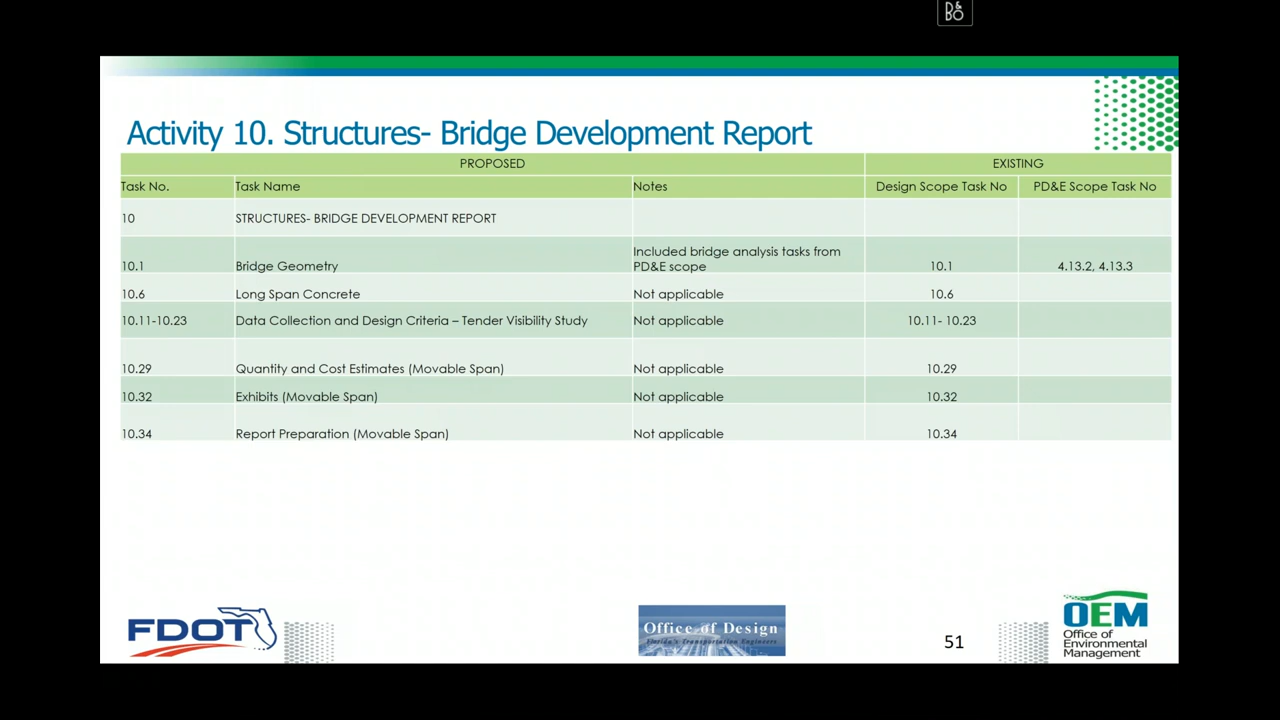 B&O
Activity 10. Structures- Bridge Development Report
PROPOSED EXISTING
Task No. Task Name Notes Design Scope Task No PD&E Scope Task No
10 STRUCTURES- BRIDGE DEVELOPMENT REPORT
Included bridge analysis tasks from
10.1 Bridge Geometry PD&E scope 10.1 4.13.2, 4.13.3
10.6 Long Span Concrete Not applicable 10.6
10.11-10.23 Data Collection and Design Criteria – Tender Visibility Study Not applicable 10.11- 10.23
10.29 Quantity and Cost Estimates (Movable Span) Not applicable 10.29
10.32 Exhibits (Movable Span) Not applicable 10.32
10.34 Report Preparation (Movable Span) Not applicable 10.34
FDOT
Office of Design
Florida's Transportation Engineers
51
OEM
Office of
Environmental
Management